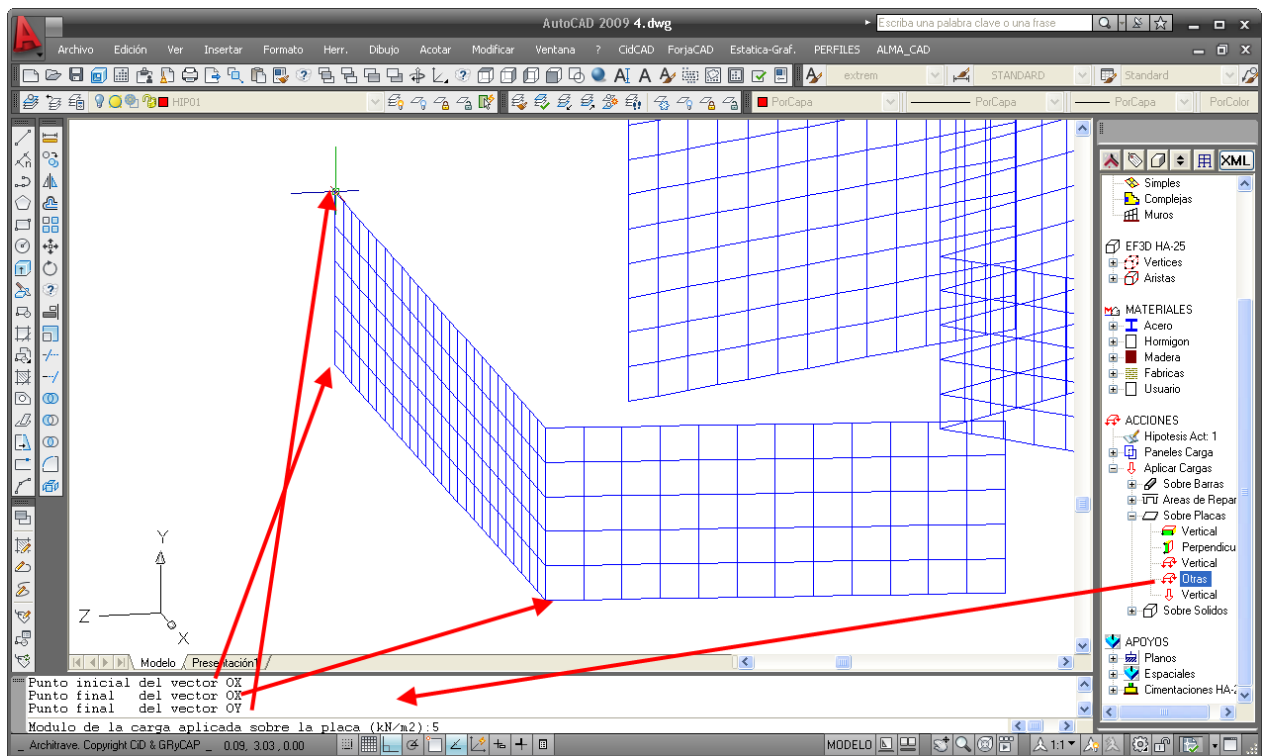 AutoCAD 2009 4.dwg
Escriba una palabra clave o una frase
Archivo Edición Ver Insertar Formato Herr. Dibujo Acotar Modificar Ventana ? CidCAD ForjaCAD Estatica-Graf. PERFILES ALMA_CAD
extrem STANDARD Standard
HIP01 PorCapa PorCapa PorCapa PorColor
XML
Simples
Complejas
Muros
EF3D HA-25
Vertices
Aristas
MATERIALES
Acero
Hormigon
Madera
Fabricas
Usuario
ACCIONES
Hipotesis Act: 1
Paneles Carga
Aplicar Cargas
Sobre Barras
Areas de Repar
Sobre Placas
Vertical
Perpendicu
Vertical
Otras
Vertical
Sobre Solidos
APOYOS
Planos
Espaciales
Cimentaciones HA-2
Y
Z
X
Modelo Presentación1
Punto inicial del vector OX
Punto final del vector OX
Punto final del vector OY
Modulo de la carga aplicada sobre la placa (kN/m2):5
_ Architrave. Copyright CiD & GRyCAP _ 0.09, 3.03 , 0.00 MODELO 1:1